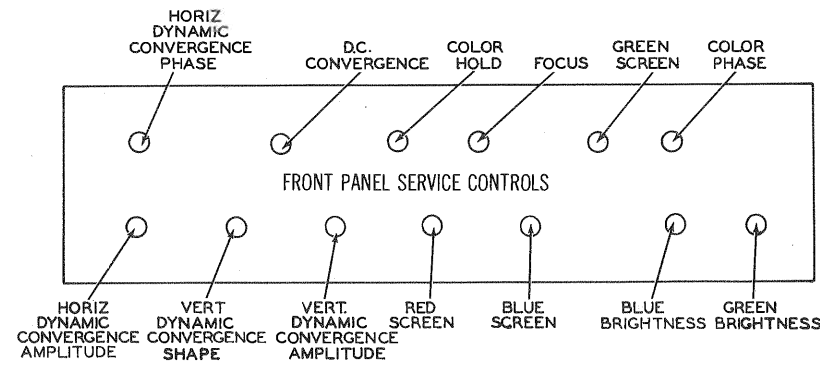 HORIZ
DYNAMIC
CONVERGENCE
PHASE
D.C.
CONVERGENCE
COLOR
HOLD
FOCUS
GREEN
SCREEN
COLOR
PHASE
FRONT PANEL SERVICE CONTROLS
HORIZ
DYNAMIC
CONVERGENCE
AMPLITUDE
VERT
DYNAMIC
CONVERGENCE
SHAPE
VERT.
DYNAMIC
CONVERGENCE
AMPLITUDE
RED
SCREEN
BLUE
SCREEN
BLUE
BRIGHTNESS
GREEN
BRIGHTNESS